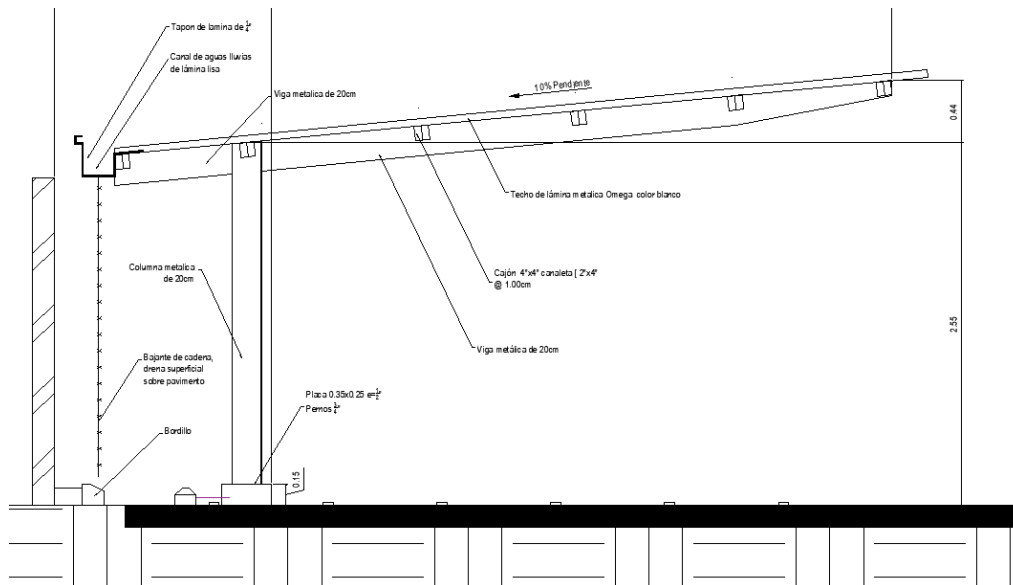 Tapon de lamina de ¼"
Canal de aguas lluvias
de lámina lisa
Viga metalica de 20cm
10% Pendiente
0.44
Techo de lámina metalica Omega color blanco
Columna metalica
de 20cm
Cajón 4"x4" canaleta [ 2"x4"
@ 1.00cm
2.55
Viga metálica de 20cm
Bajante de cadena,
drena superficial
sobre pavimento
Placa 0.35x0.25 e=½"
Pernos ¾"
Bordillo
0.15